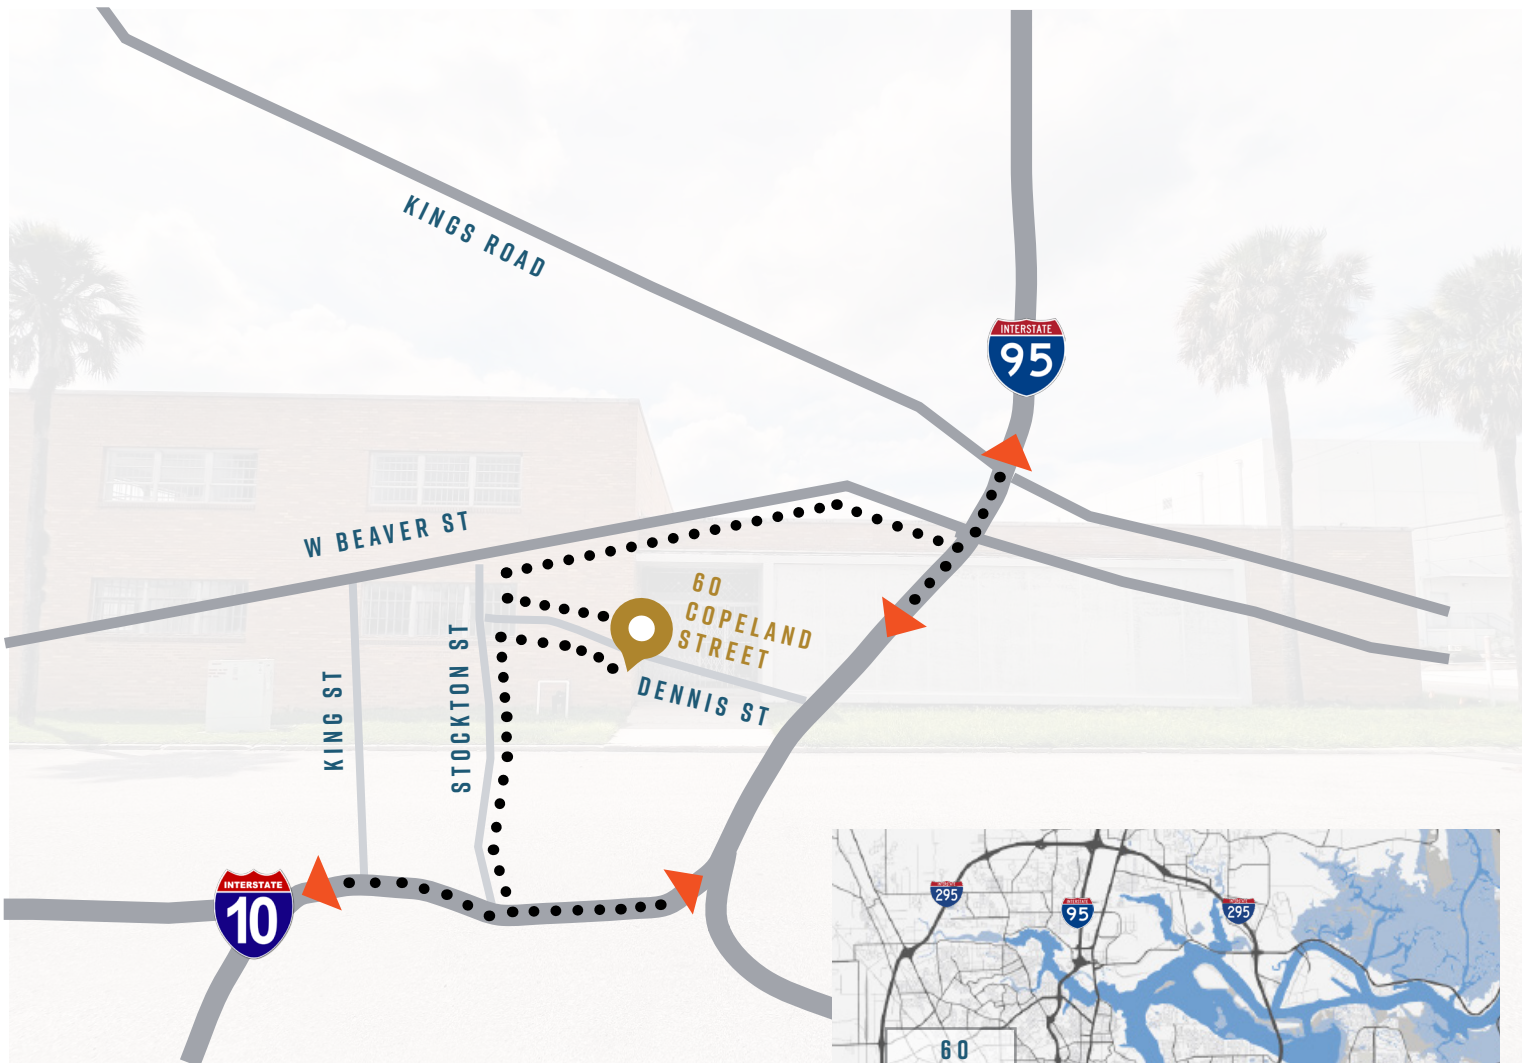 KINGS ROAD
INTERSTATE
95
W BEAVER ST
60
COPELAND
STREET
DENNIS ST
KING ST
STOCKTON ST
INTERSTATE
10
295
95
295
60